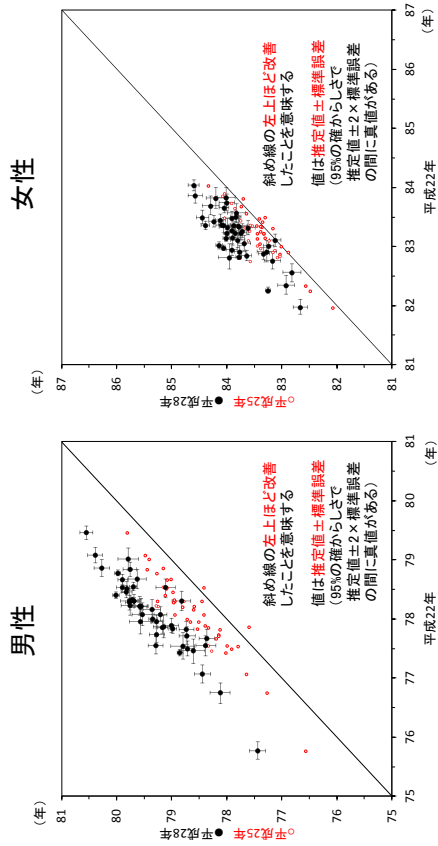 男性
(年)
81
80
79
78
77
76
75
●平成28年
○平成25年
斜め線の左上ほど改善
したことを意味する
値は推定値±標準誤差
(95%の確からしさで
推定値±2×標準誤差
の間に真値がある)
75
76
77
78
79
80
81
(年)
平成22年
女性
(年)
87
86
85
84
83
82
81
●平成28年
○平成25年
斜め線の左上ほど改善
したことを意味する
値は推定値±標準誤差
(95%の確からしさで
推定値±2×標準誤差
の間に真値がある)
81
82
83
84
85
86
87
(年)
平成22年